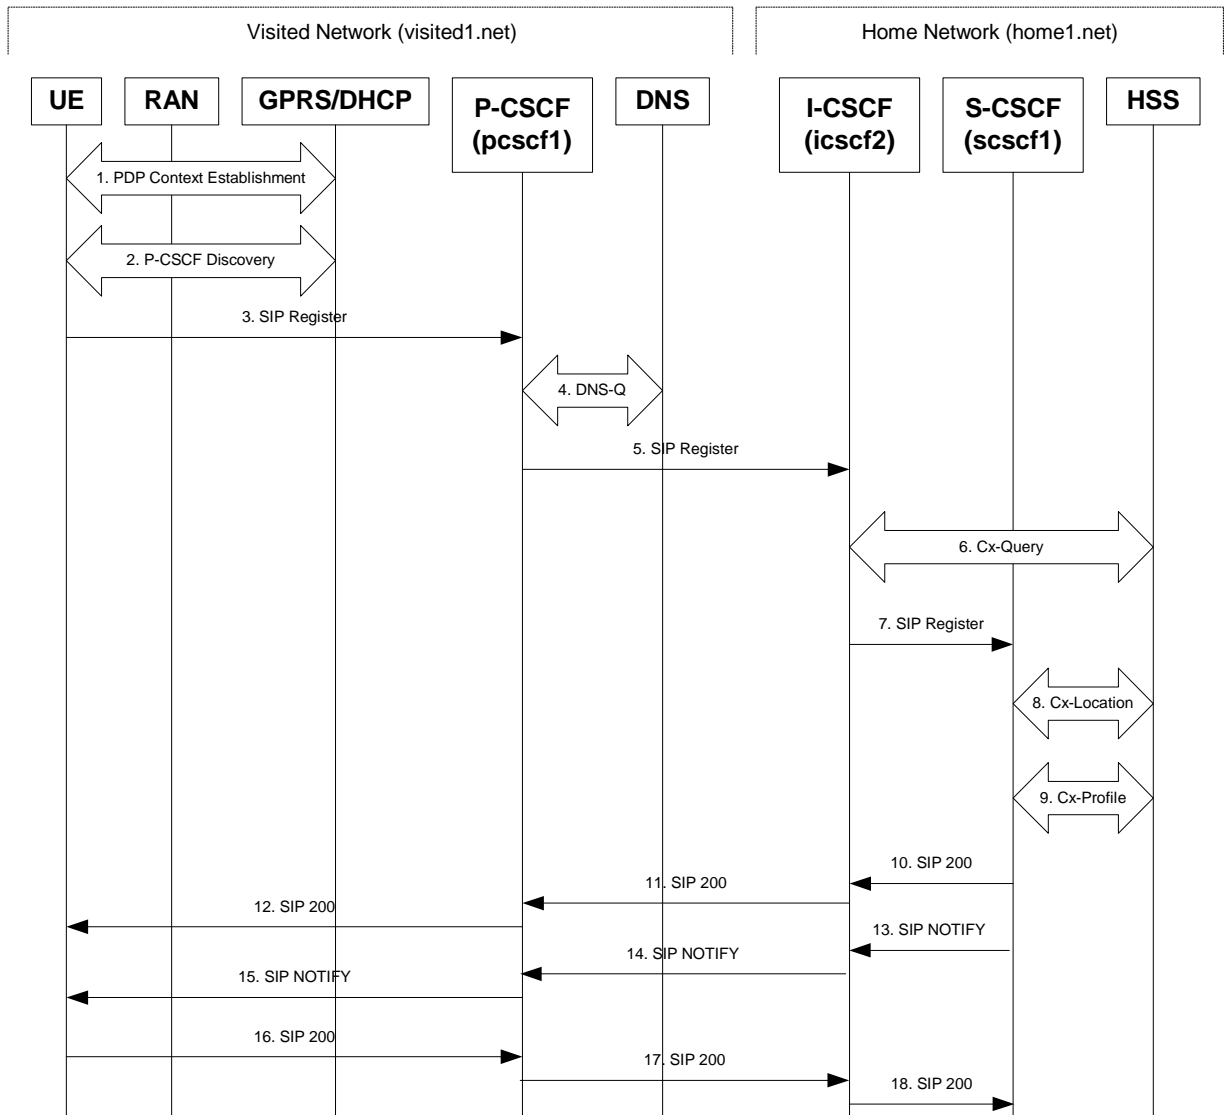 Visited Network (visited1.net)
Home Network (home1.net)
UE
RAN
GPRS/DHCP
P-CSCF
(pcscf1)
DNS
I-CSCF
(icscf2)
S-CSCF
(scscf1)
HSS
1. PDP Context Establishment
2. P-CSCF Discovery
3. SIP Register
4. DNS-Q
5. SIP Register
6. Cx-Query
7. SIP Register
8. Cx-Location
9. Cx-Profile
10. SIP 200
11. SIP 200
12. SIP 200
13. SIP NOTIFY
14. SIP NOTIFY
15. SIP NOTIFY
16. SIP 200
17. SIP 200
18. SIP 200